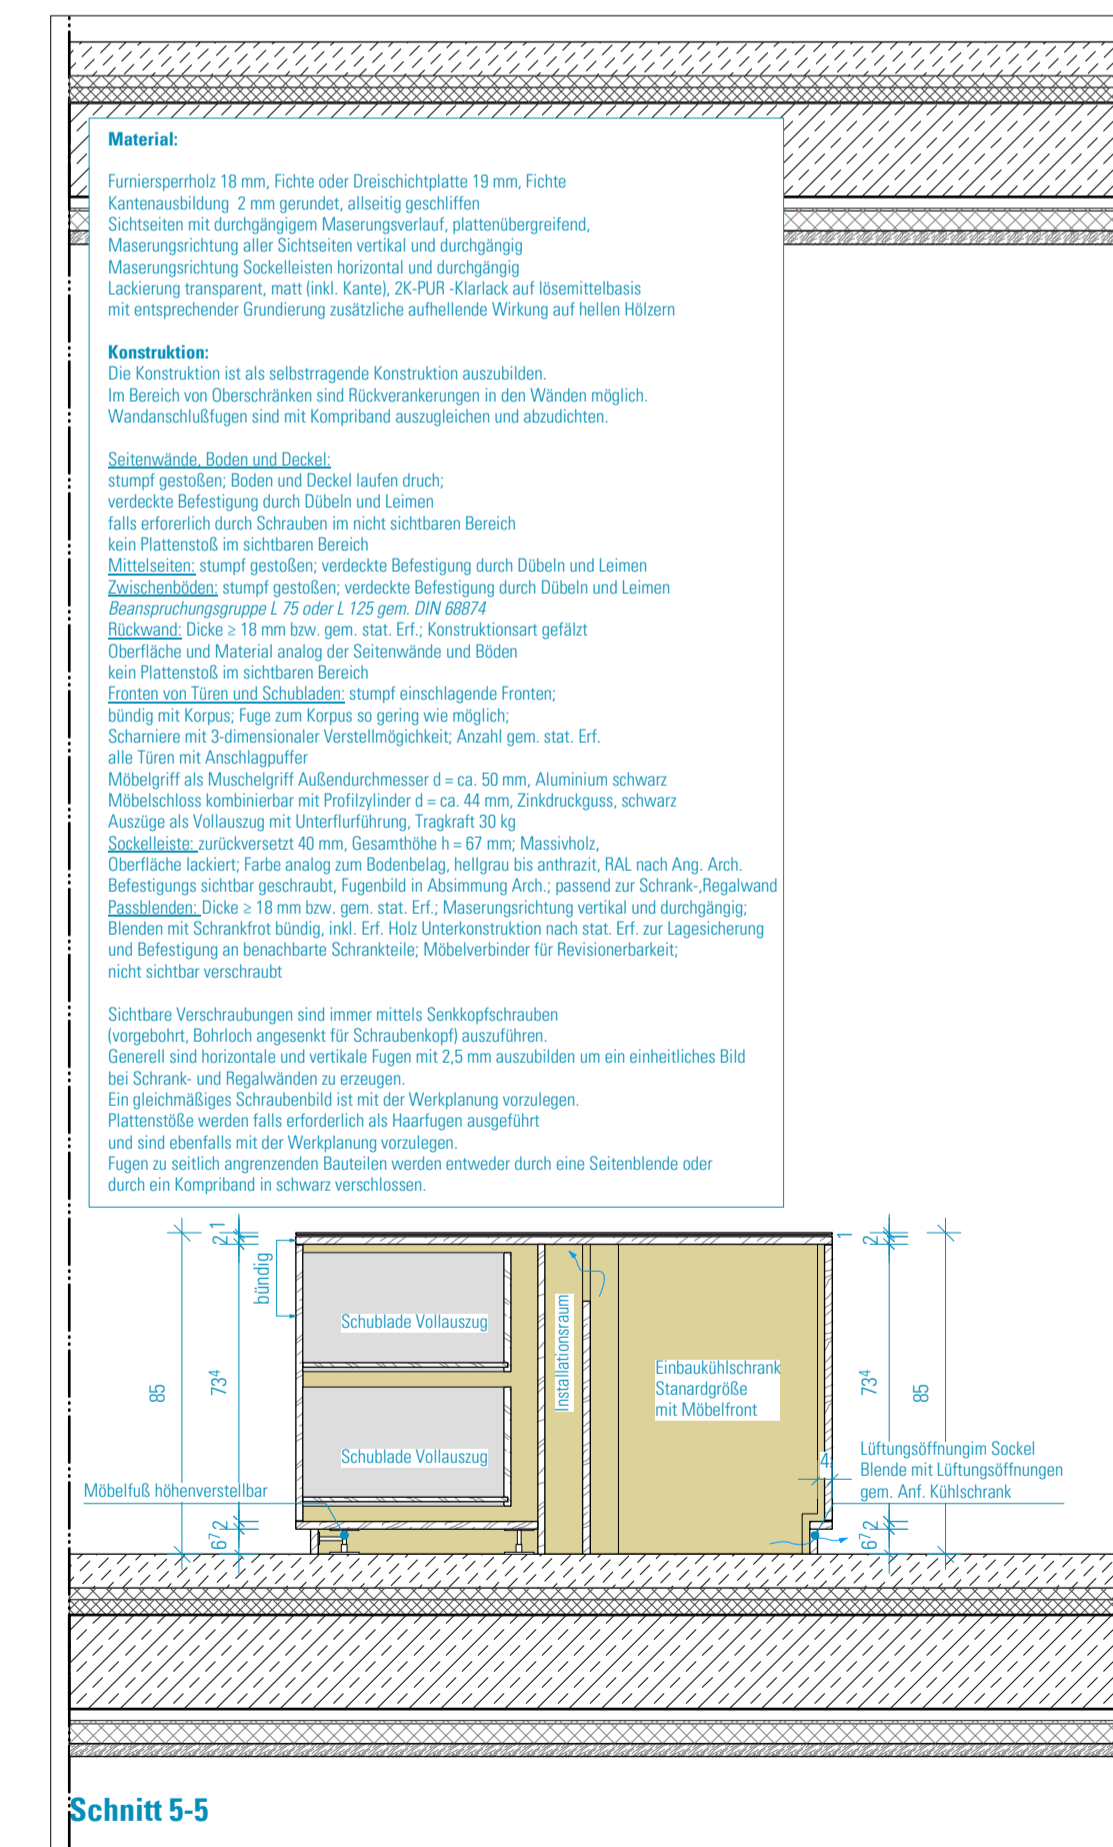 Material:
Furniersperrholz 18 mm, Fichte oder Dreischichtplatte 19 mm, Fichte
Kantenausbildung  2 mm gerundet, allseitig geschliffen
Sichtseiten mit durchgängigem Maserungsverlauf, plattenübergreifend,
Maserungsrichtung aller Sichtseiten vertikal und durchgängig
Maserungsrichtung Sockelleisten horizontal und durchgängig
Lackierung transparent, matt (inkl. Kante), 2K-PUR -Klarlack auf lösemittelbasis
mit entsprechender Grundierung zusätzliche aufhellende Wirkung auf hellen Hölzern
Konstruktion:
Die Konstruktion ist als selbstrragende Konstruktion auszubilden.
Im Bereich von Oberschränken sind Rückverankerungen in den Wänden möglich.
Wandanschlußfugen sind mit Kompriband auszugleichen und abzudichten.
Seitenwände, Boden und Deckel:
stumpf gestoßen; Boden und Deckel laufen druch;
verdeckte Befestigung durch Dübeln und Leimen
falls erforerlich durch Schrauben im nicht sichtbaren Bereich
kein Plattenstoß im sichtbaren Bereich
Mittelseiten: stumpf gestoßen; verdeckte Befestigung durch Dübeln und Leimen
Zwischenböden: stumpf gestoßen; verdeckte Befestigung durch Dübeln und Leimen
Beanspruchungsgruppe L 75 oder L 125 gem. DIN 68874
Rückwand: Dicke ≥ 18 mm bzw. gem. stat. Erf.; Konstruktionsart gefälzt
Oberfläche und Material analog der Seitenwände und Böden
kein Plattenstoß im sichtbaren Bereich
Fronten von Türen und Schubladen: stumpf einschlagende Fronten;
bündig mit Korpus; Fuge zum Korpus so gering wie möglich;
Scharniere mit 3-dimensionaler Verstellmögichkeit; Anzahl gem. stat. Erf.
alle Türen mit Anschlagpuffer
Möbelgriff als Muschelgriff Außendurchmesser d = ca. 50 mm, Aluminium schwarz
Möbelschloss kombinierbar mit Profilzylinder d = ca. 44 mm, Zinkdruckguss, schwarz
Auszüge als Vollauszug mit Unterflurführung, Tragkraft 30 kg
Sockelleiste: zurückversetzt 40 mm, Gesamthöhe h = 67 mm; Massivholz,
Oberfläche lackiert; Farbe analog zum Bodenbelag, hellgrau bis anthrazit, RAL nach Ang. Arch.
Befestigungs sichtbar geschraubt, Fugenbild in Absimmung Arch.; passend zur Schrank-,Regalwand
Passblenden: Dicke ≥ 18 mm bzw. gem. stat. Erf.; Maserungsrichtung vertikal und durchgängig;
Blenden mit Schrankfrot bündig, inkl. Erf. Holz Unterkonstruktion nach stat. Erf. zur Lagesicherung
und Befestigung an benachbarte Schrankteile; Möbelverbinder für Revisionerbarkeit;
nicht sichtbar verschraubt
Sichtbare Verschraubungen sind immer mittels Senkkopfschrauben
(vorgebohrt, Bohrloch angesenkt für Schraubenkopf) auszuführen.
Generell sind horizontale und vertikale Fugen mit 2,5 mm auszubilden um ein einheitliches Bild
bei Schrank- und Regalwänden zu erzeugen.
Ein gleichmäßiges Schraubenbild ist mit der Werkplanung vorzulegen.
Plattenstöße werden falls erforderlich als Haarfugen ausgeführt
und sind ebenfalls mit der Werkplanung vorzulegen.
Fugen zu seitlich angrenzenden Bauteilen werden entweder durch eine Seitenblende oder
durch ein Kompriband in schwarz verschlossen.
85
1
2
73⁴
2
6⁷
bündig
Schublade Vollauszug
Schublade Vollauszug
Möbelfuß höhenverstellbar
Installationsraum
Einbaukühlschrank
Stanardgröße
mit Möbelfront
4
1
2
73⁴
2
6⁷
85
Lüftungsöffnungim Sockel
Blende mit Lüftungsöffnungen
gem. Anf. Kühlschrank
Schnitt 5-5